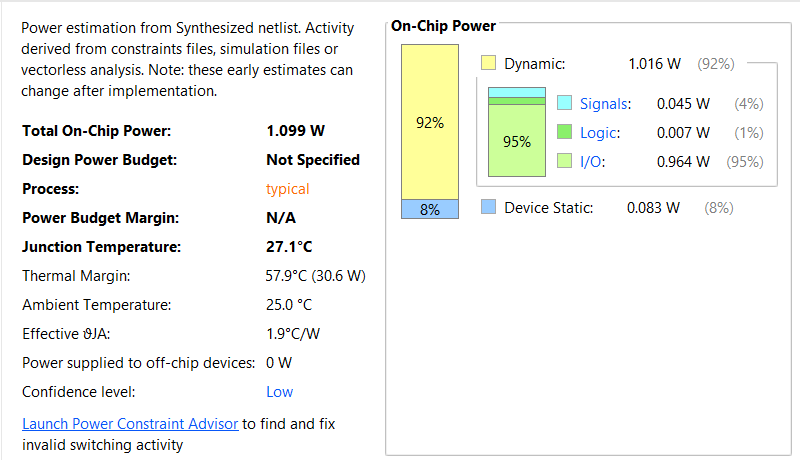 Power estimation from Synthesized netlist. Activity
derived from constraints files, simulation files or
vectorless analysis. Note: these early estimates can
change after implementation.
Total On-Chip Power: 1.099 W
Design Power Budget: Not Specified
Process: typical
Power Budget Margin: N/A
Junction Temperature: 27.1°C
Thermal Margin: 57.9°C (30.6 W)
Ambient Temperature: 25.0 °C
Effective ϑJA: 1.9°C/W
Power supplied to off-chip devices: 0 W
Confidence level: Low
Launch Power Constraint Advisor to find and fix
invalid switching activity
On-Chip Power
92%
8%
Dynamic: 1.016 W (92%)
95%
Signals: 0.045 W (4%)
Logic: 0.007 W (1%)
I/O: 0.964 W (95%)
Device Static: 0.083 W (8%)